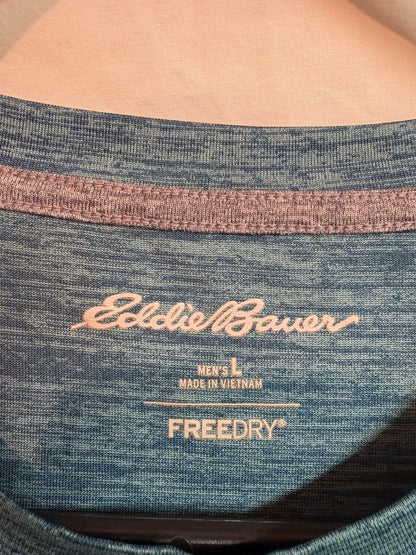 Eddie Bauer
MEN'S L
MADE IN VIETNAM
FREEDRY®